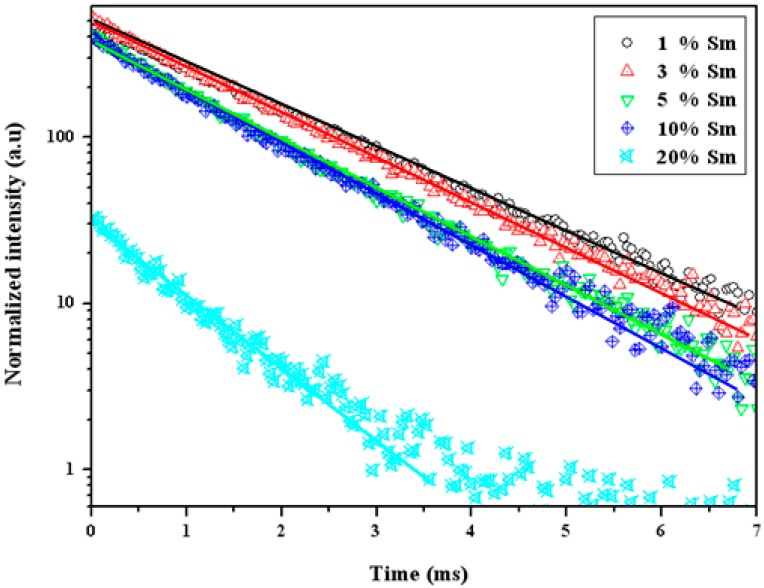 Normalized intensity (a.u)
100
10
1
0 1 2 3 4 5 6 7
Time (ms)
1 % Sm
3 % Sm
5 % Sm
10% Sm
20% Sm